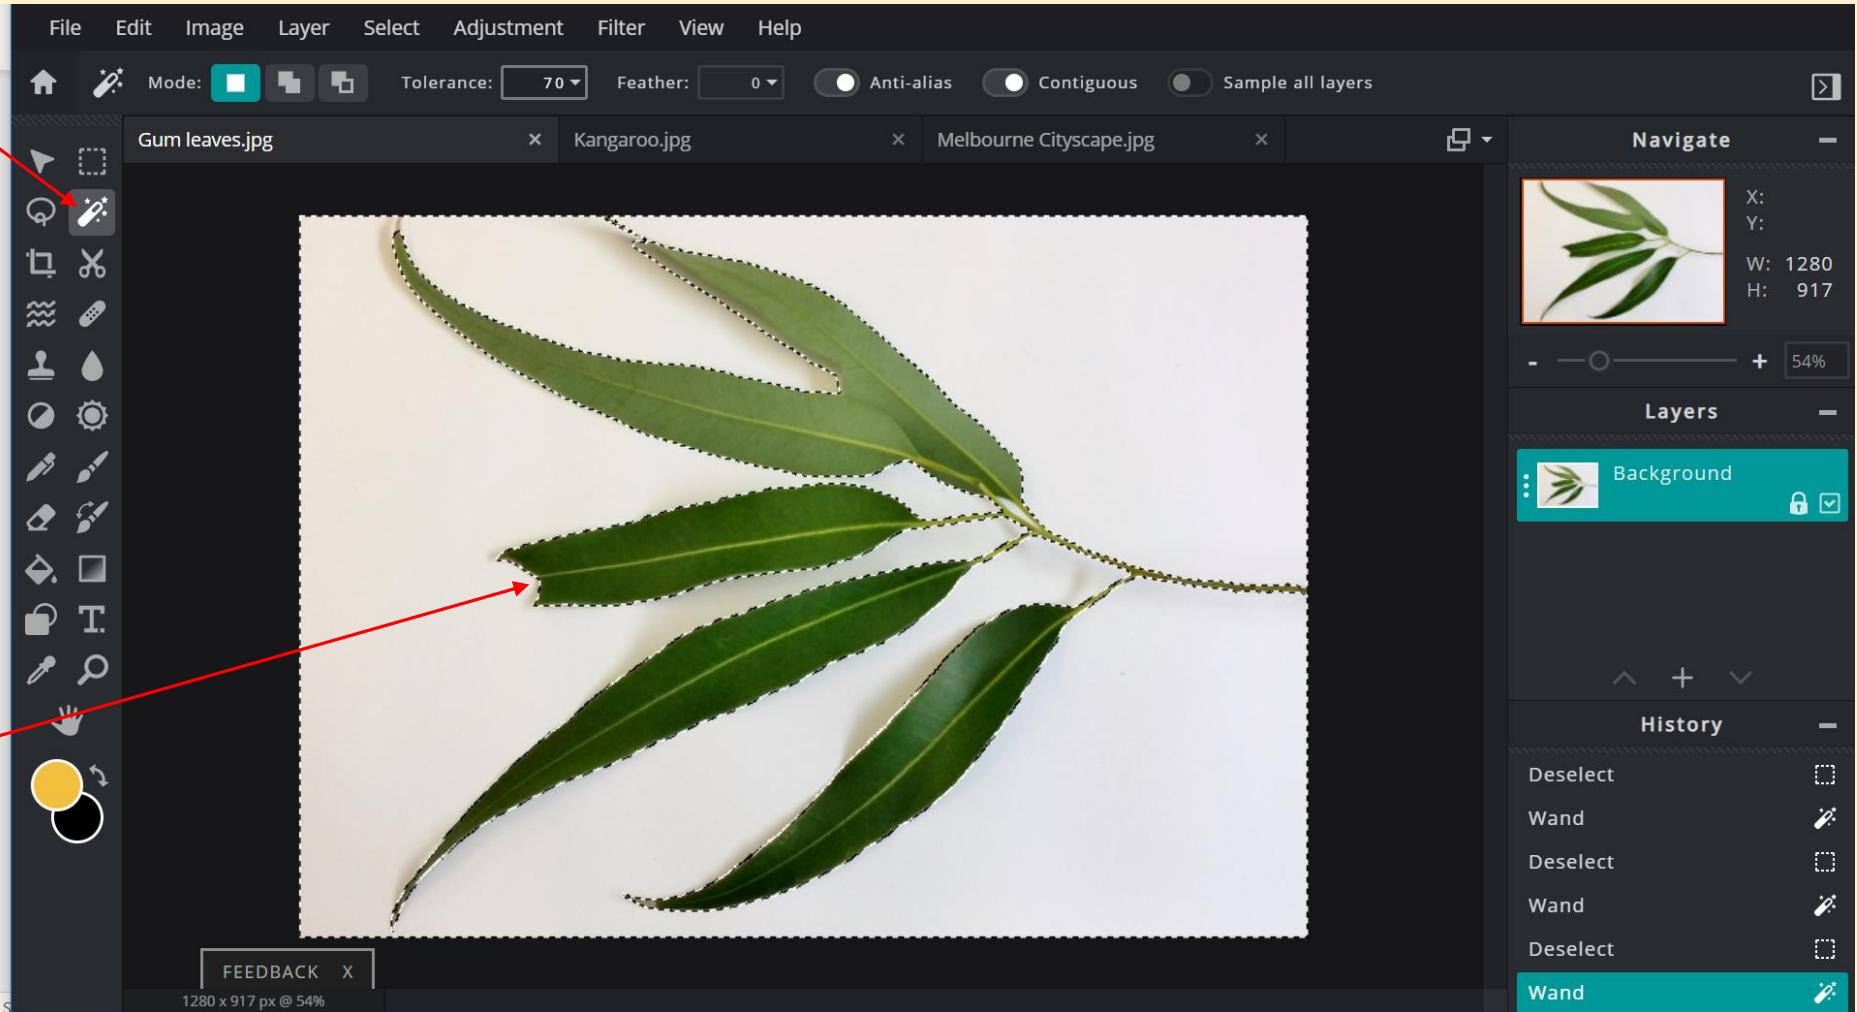 File Edit Image Layer Select Adjustment Filter View Help
Mode: Tolerance: 70 Feather: 0 Anti-alias Contiguous Sample all layers
Gum leaves.jpg × Kangaroo.jpg × Melbourne Cityscape.jpg ×
Navigate
X:
Y:
W: 1280
H: 917
- + 54%
Layers
Background
History
Deselect
Wand
Deselect
Wand
Deselect
Wand
T.
FEEDBACK X
1280 x 917 px @ 54%
S